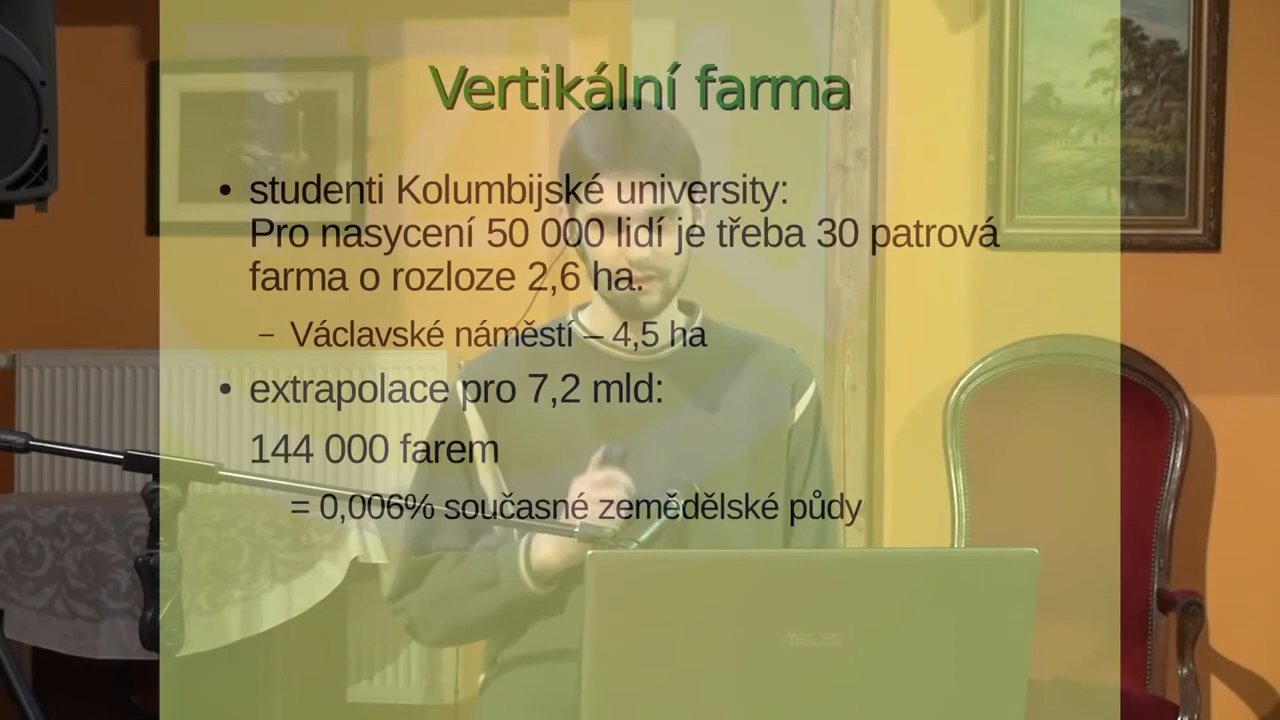 Vertikální farma
• studenti Kolumbijské university:
Pro nasycení 50 000 lidí je třeba 30 patrová
farma o rozloze 2,6 ha.
– Václavské náměstí – 4,5 ha
• extrapolace pro 7,2 mld:
144 000 farem
= 0,006% současné zemědělské půdy
ASUS